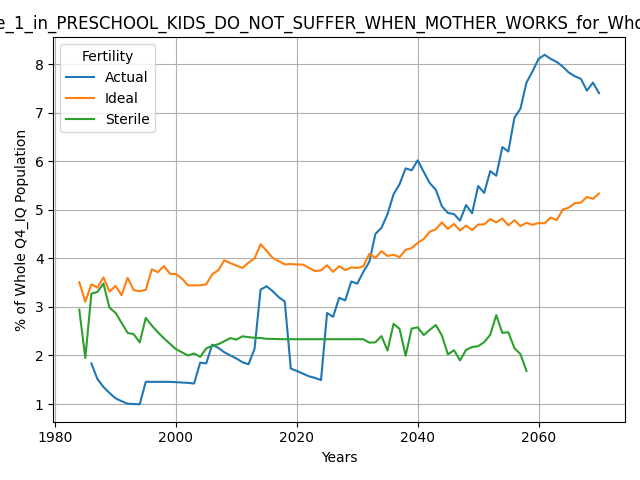 e_1_in_PRESCHOOL_KIDS_DO_NOT_SUFFER_WHEN_MOTHER_WORKS_for_Who
Fertility
Actual
Ideal
Sterile
% of Whole Q4_IQ Population
8
7
6
5
4
3
2
1
1980 2000 2020 2040 2060
Years